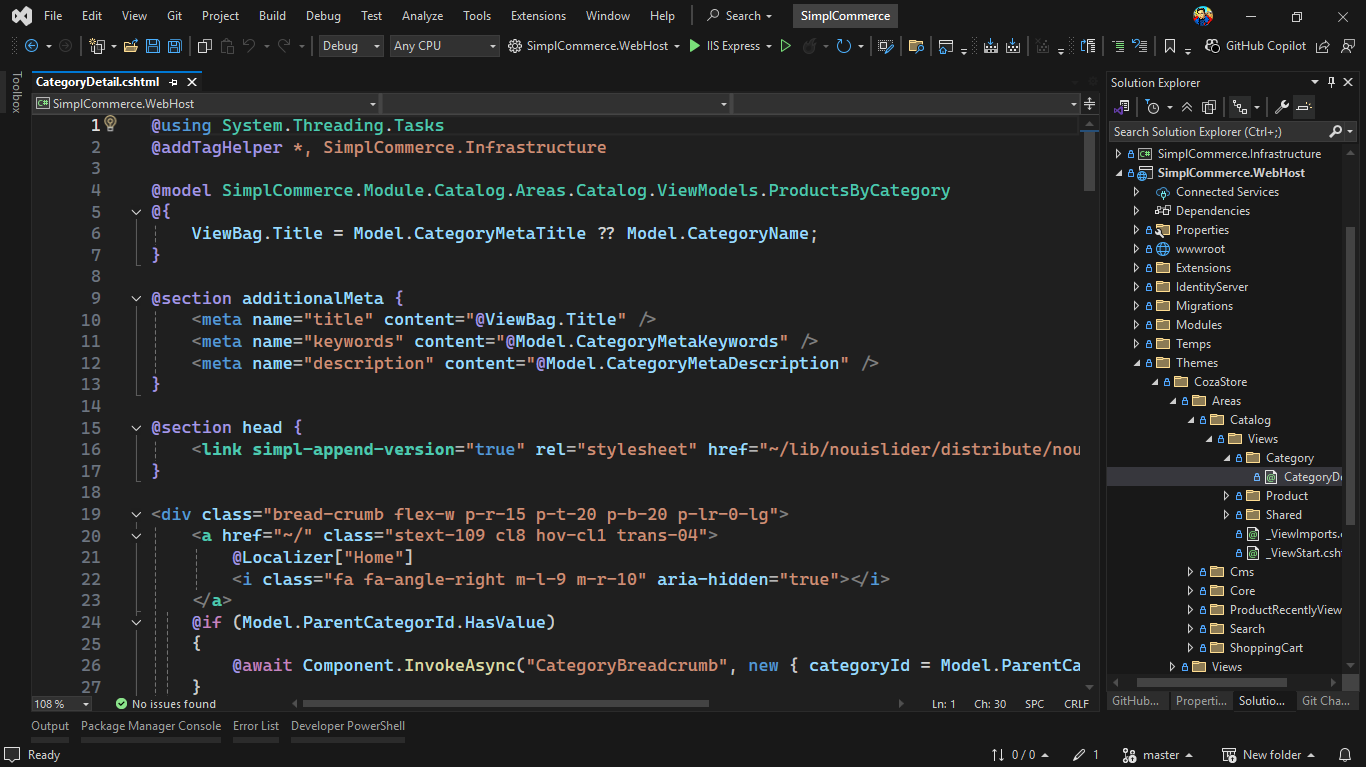 File Edit View Git Project Build Debug Test Analyze Tools Extensions Window Help Search SimplCommerce
Debug Any CPU SimplCommerce.WebHost IIS Express GitHub Copilot
Toolbox
CategoryDetail.cshtml
C# SimplCommerce.WebHost
1 @using System.Threading.Tasks
2 @addTagHelper *, SimplCommerce.Infrastructure
3
4 @model SimplCommerce.Module.Catalog.Areas.Catalog.ViewModels.ProductsByCategory
5 @{
6 ViewBag.Title = Model.CategoryMetaTitle ?? Model.CategoryName;
7 }
8
9 @section additionalMeta {
10 <meta name="title" content="@ViewBag.Title" />
11 <meta name="keywords" content="@Model.CategoryMetaKeywords" />
12 <meta name="description" content="@Model.CategoryMetaDescription" />
13 }
14
15 @section head {
16 <link simpl-append-version="true" rel="stylesheet" href="~/lib/nouislider/distribute/nou
17 }
18
19 <div class="bread-crumb flex-w p-r-15 p-t-20 p-b-20 p-lr-0-lg">
20 <a href="~/" class="stext-109 cl8 hov-cl1 trans-04">
21 @Localizer["Home"]
22 <i class="fa fa-angle-right m-l-9 m-r-10" aria-hidden="true"></i>
23 </a>
24 @if (Model.ParentCategorId.HasValue)
25 {
26 @await Component.InvokeAsync("CategoryBreadcrumb", new { categoryId = Model.ParentCa
27 }
108 % No issues found Ln: 1 Ch: 30 SPC CRLF
Solution Explorer
Search Solution Explorer (Ctrl+;)
C# SimplCommerce.Infrastructure
SimplCommerce.WebHost
Connected Services
Dependencies
Properties
wwwroot
Extensions
IdentityServer
Migrations
Modules
Temps
Themes
CozaStore
Areas
Catalog
Views
Category
CategoryDe
Product
Shared
_ViewImports.c
_ViewStart.csht
Cms
Core
ProductRecentlyView
Search
ShoppingCart
Views
GitHub... Properti... Solutio... Git Cha...
Output Package Manager Console Error List Developer PowerShell
Ready 0 / 0 1 master New folder